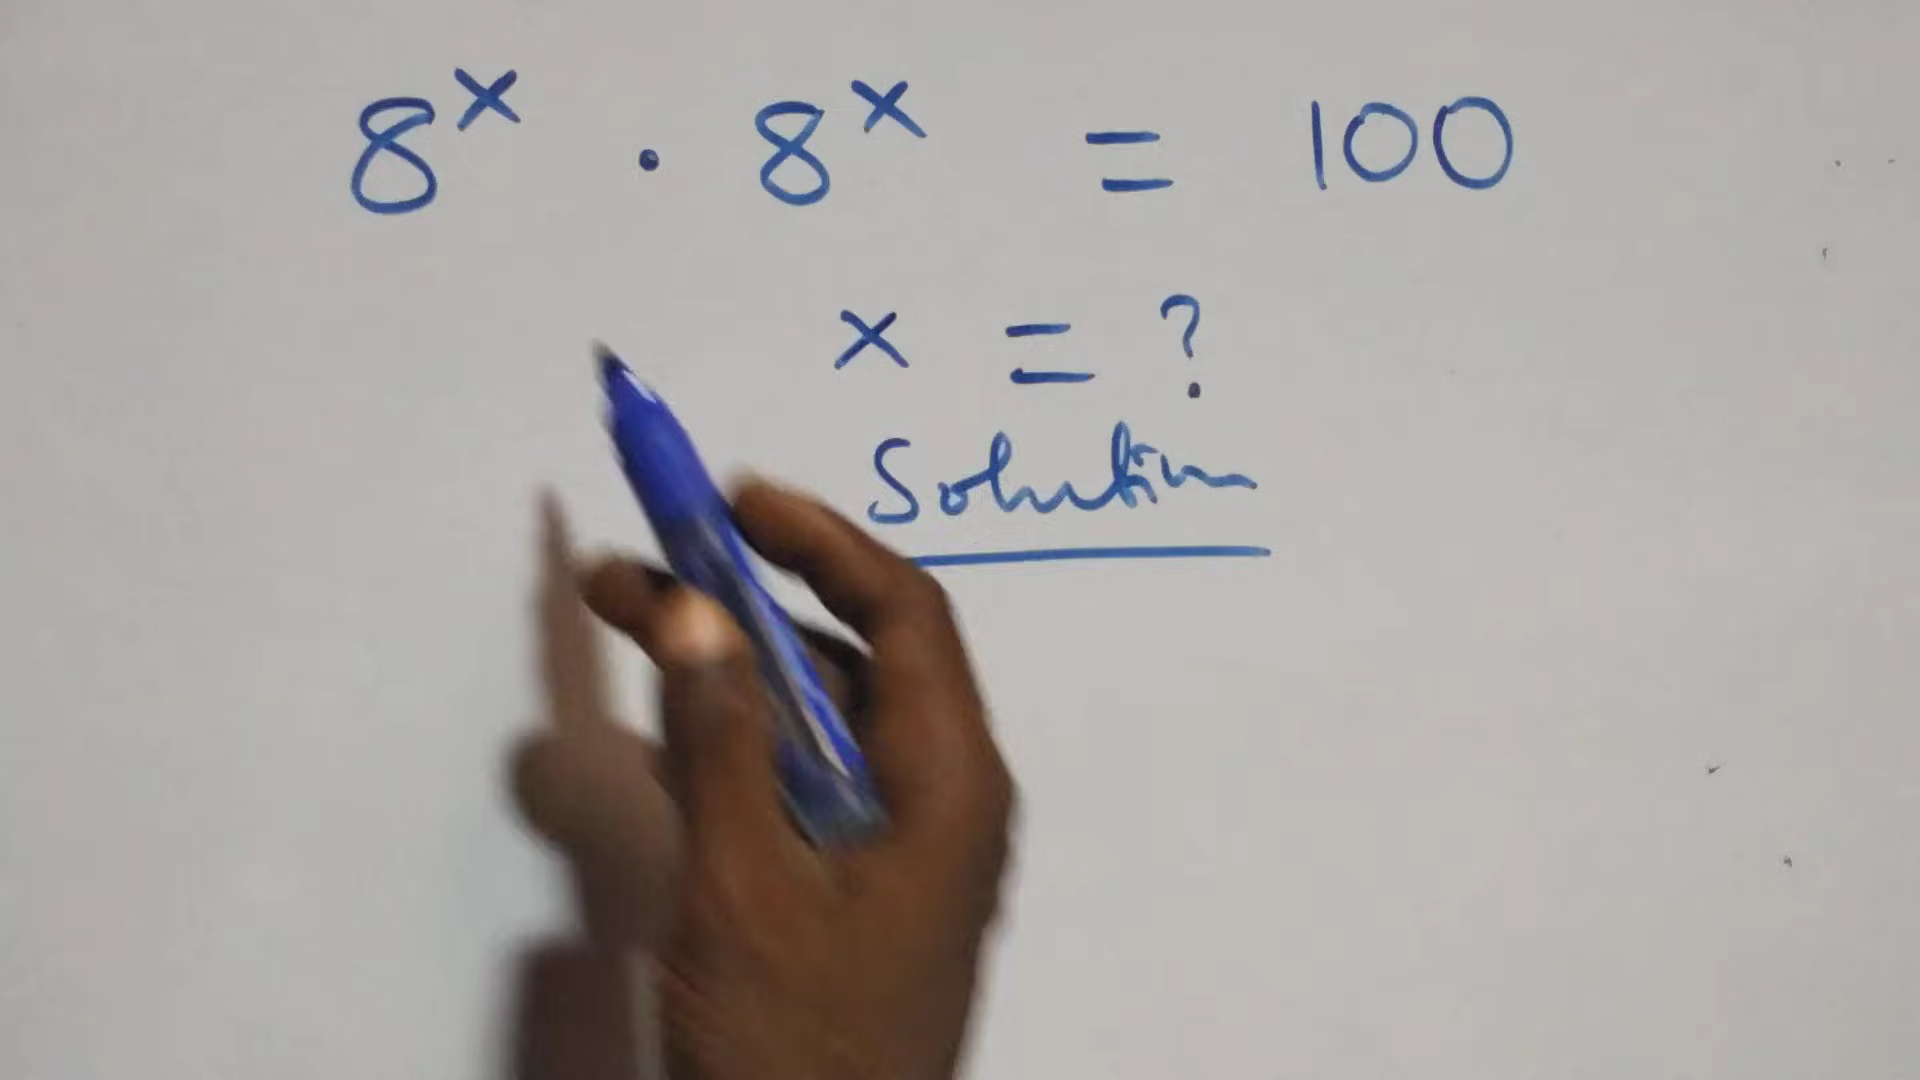 8^x · 8^x = 100
x = ?
Solution